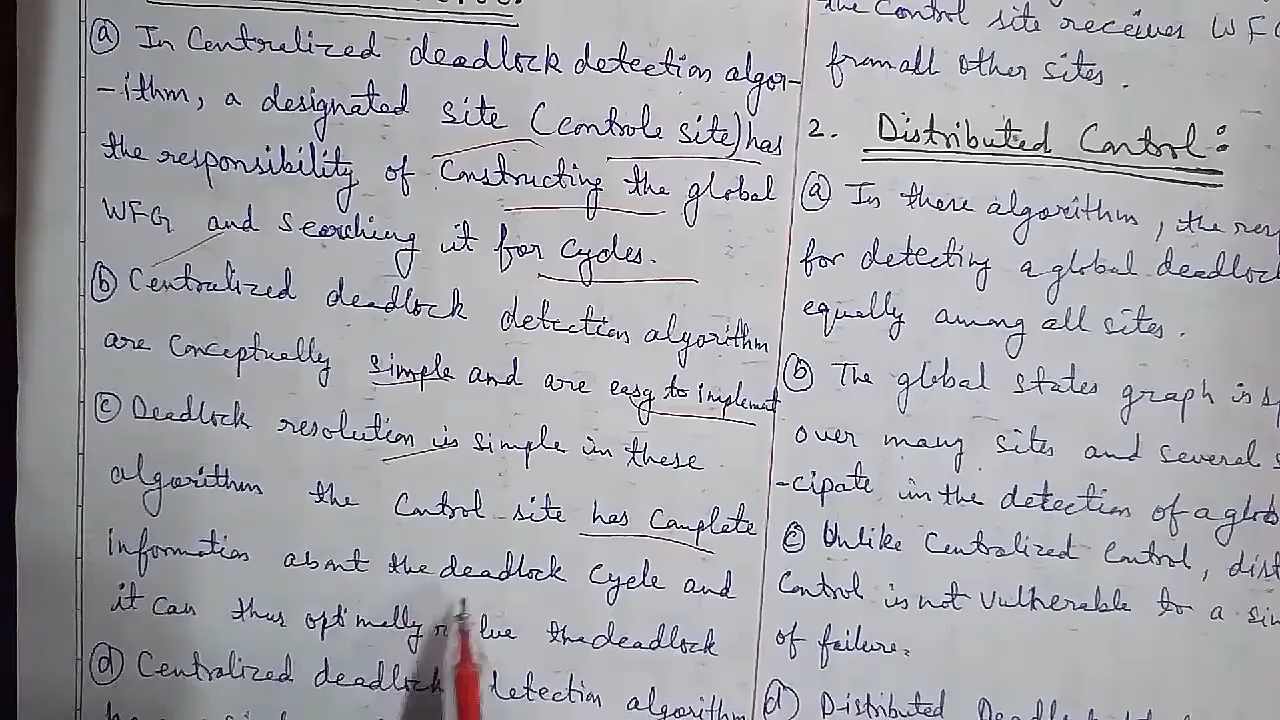 (a) In Centralized deadlock detection algor-
-ithm, a designated site (controle site) has
the responsibility of Constructing the global
WFG and Searching it for Cycles.
(b) Centralized deadlock detection algorithm
are Conceptually simple and are easy to implement
(c) Deadlock resolution is simple in these
algorithm the Control site has Complete
information about the deadlock Cycle and
it Can thus optimally the deadlock
(d) Centralized deadlock detection algorithm
the Control site receives WFG
from all other sites.
2. Distributed Control:
(a) In there algorithm, the
for detecting a global deadlock
equally among all sites.
(b) The global states graph is
over many sites and several
-cipate in the detection of a
(c) Unlike Centralized Control,
Control is not vulnerable to a
of failure.
(d) Distributed